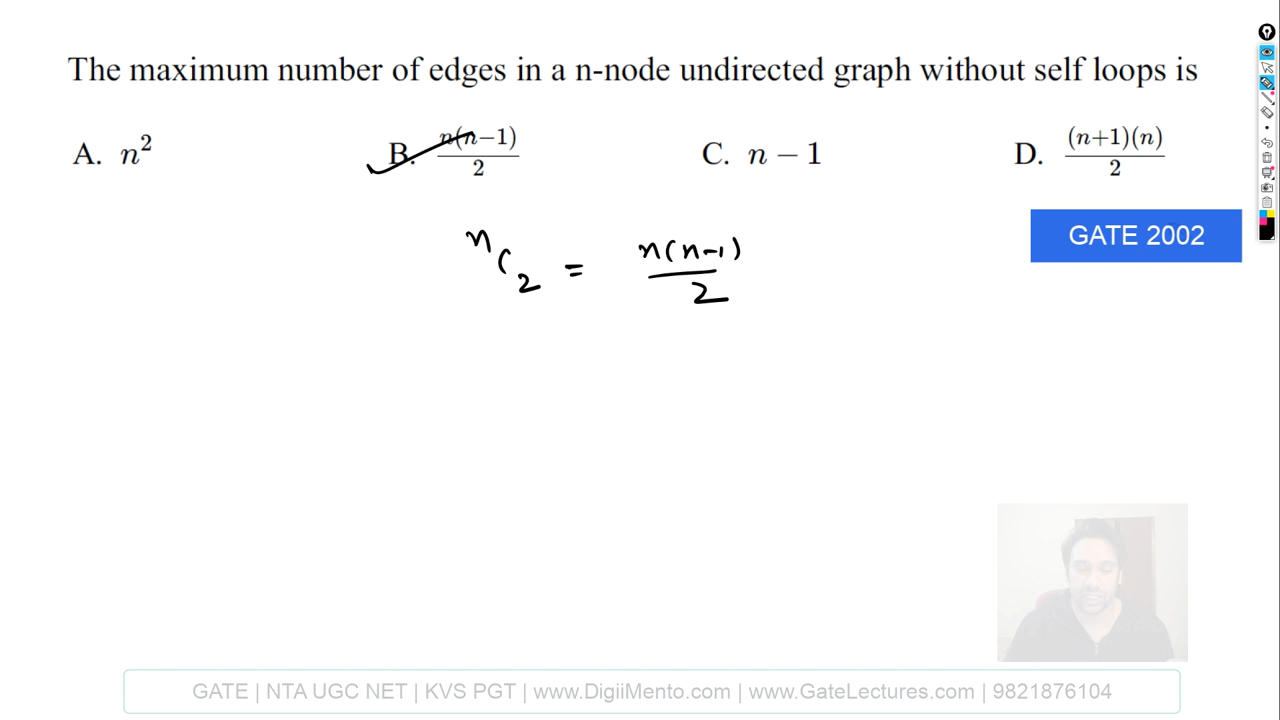 The maximum number of edges in a n-node undirected graph without self loops is
A. n² B. n(n−1)/2 C. n − 1 D. (n+1)(n)/2
GATE 2002
ⁿC₂ = n(n−1)/2
GATE | NTA UGC NET | KVS PGT | www.DigiiMento.com | www.GateLectures.com | 9821876104